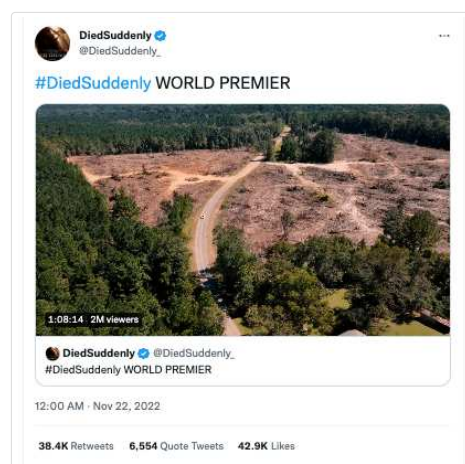 DiedSuddenly
@DiedSuddenly_
#DiedSuddenly WORLD PREMIER
1:08:14 2M viewers
DiedSuddenly @DiedSuddenly_
#DiedSuddenly WORLD PREMIER
12:00 AM · Nov 22, 2022
38.4K Retweets 6,554 Quote Tweets 42.9K Likes